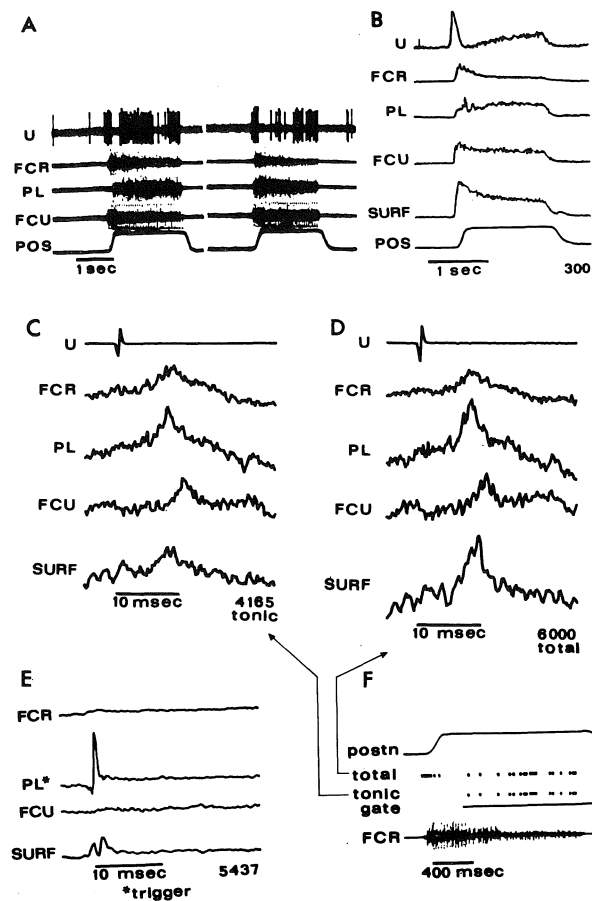 A
U
FCR
PL
FCU
POS
1 sec
B
U
FCR
PL
FCU
SURF
POS
1 sec
300
C
U
FCR
PL
FCU
SURF
10 msec
4165
tonic
D
U
FCR
PL
FCU
SURF
10 msec
6000
total
E
FCR
PL*
FCU
SURF
10 msec
5437
*trigger
F
postn
total
tonic
gate
FCR
400 msec